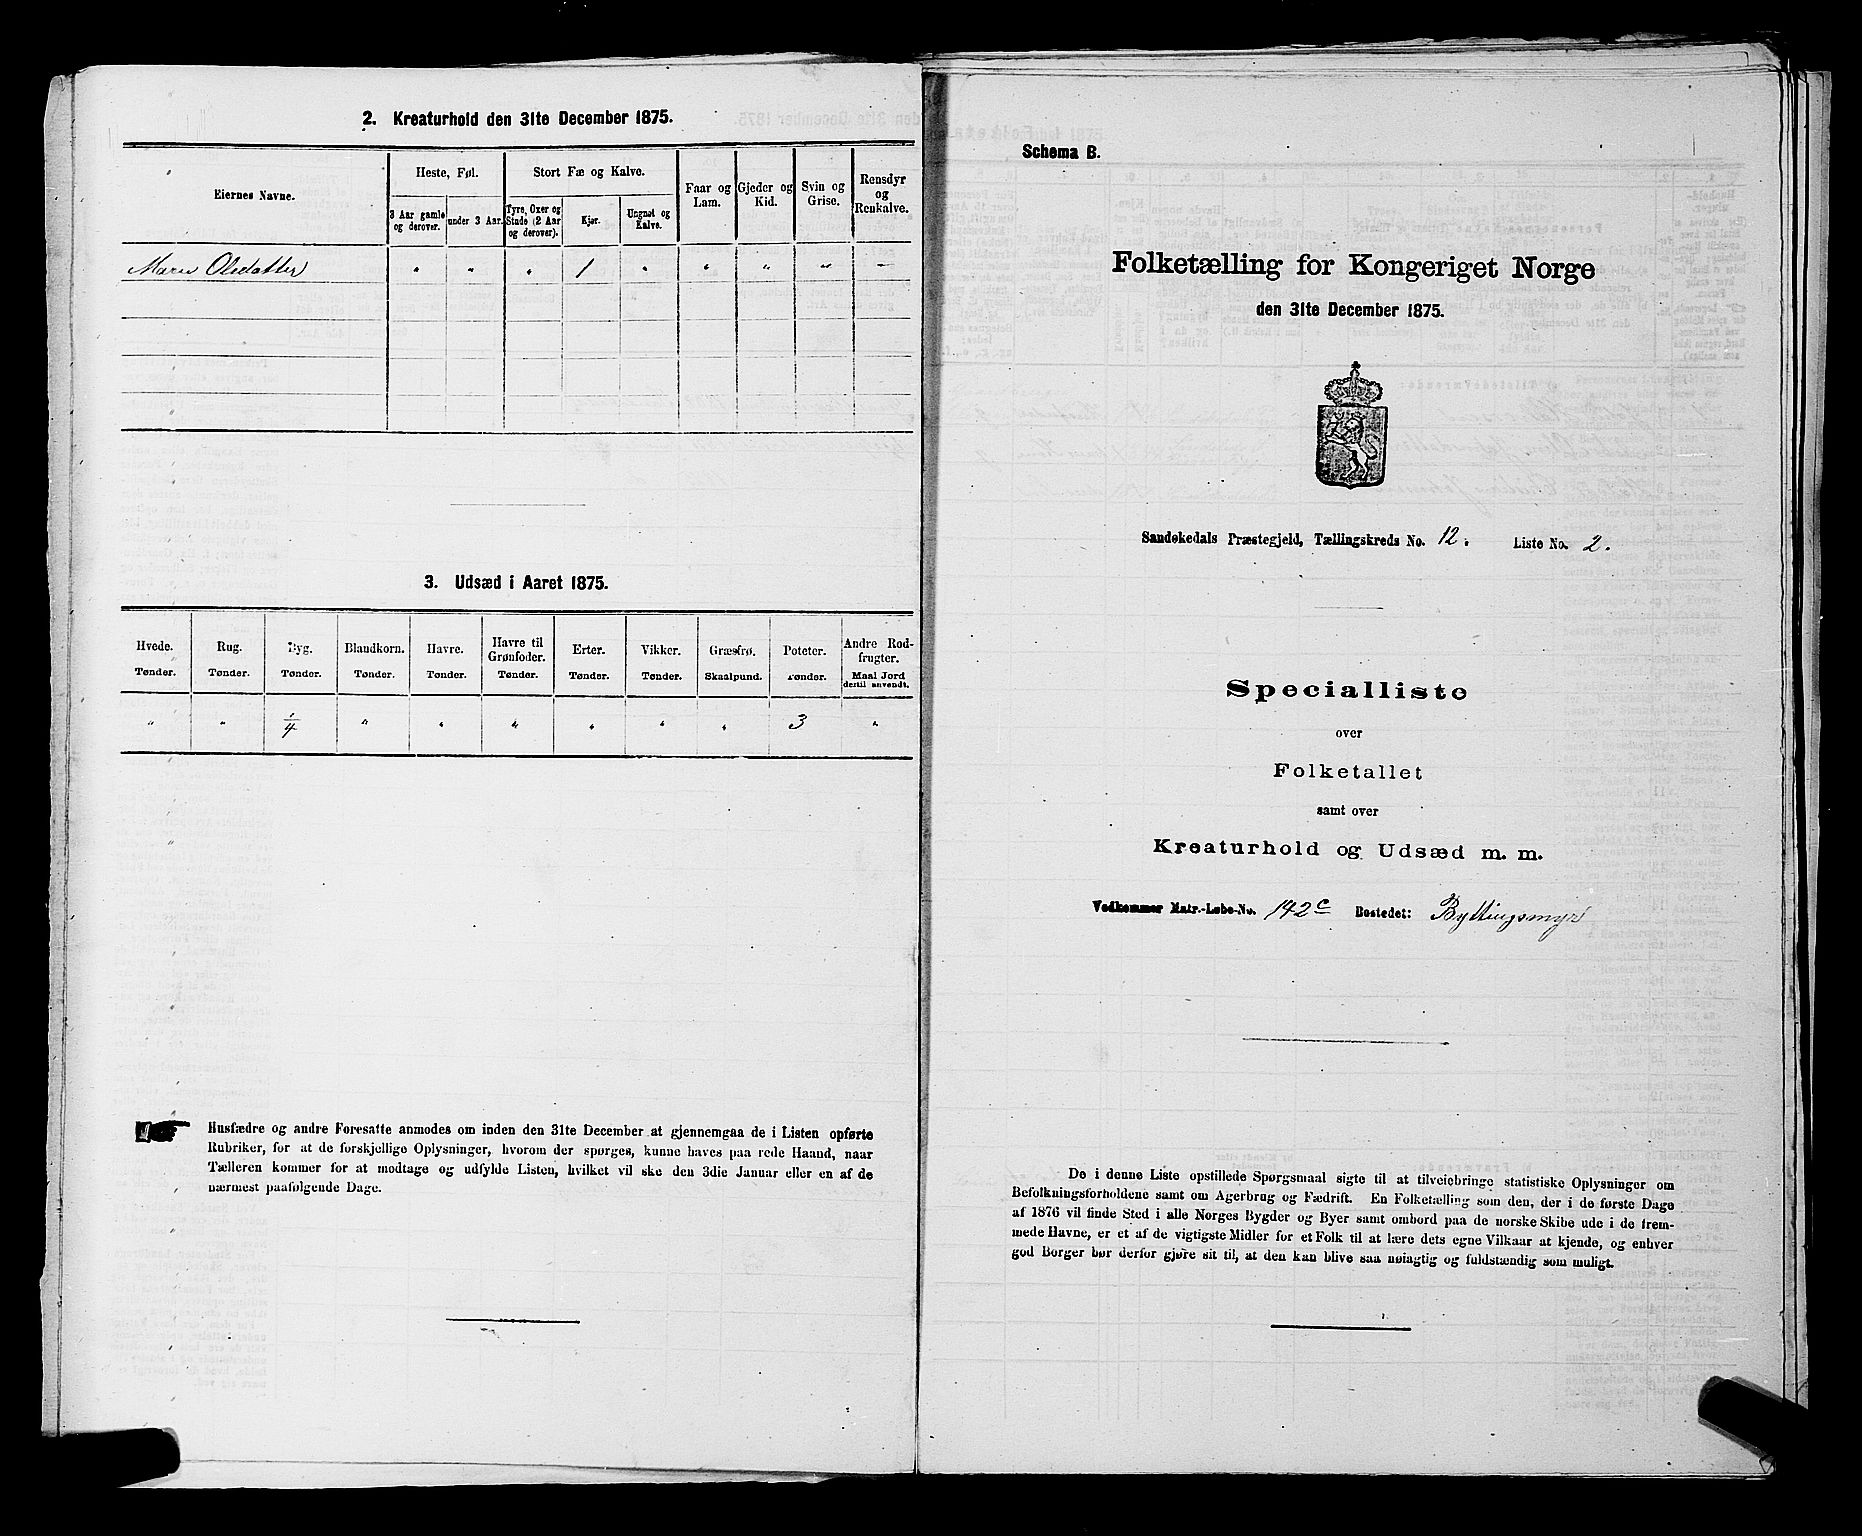 2. Kreaturhold den 31te December 1875.
Eiernes Navne.
Heste, Føl.
Stort Fæ og Kalve.
Faar og Lam.
Gjeder og Kid.
Svin og Grise.
Rensdyr og Renkalve.
3 Aar gamle og derover.
under 3 Aar.
Tyre, Oxer og Stude (2 Aar og derover).
Kjør.
Ungnøt og Kalve.
Maren Olsdatter " " " 1 " " " " "
3. Udsæd i Aaret 1875.
Hvede. Rug. Byg. Blandkorn. Havre. Havre til Grønfoder. Erter. Vikker. Græsfrø. Poteter. Andre Rodfrugter.
Tønder. Tønder. Tønder. Tønder. Tønder. Tønder. Tønder. Tønder. Skaalpund. Tønder. Maal Jord dertil anvendt.
" " 1/4 " " " " " " 3 "
Husfædre og andre Foresatte anmodes om inden den 31te December at gjennemgaa de i Listen opførte
Rubriker, for at de forskjellige Oplysninger, hvorom der spørges, kunne haves paa rede Haand, naar
Tælleren kommer for at modtage og udfylde Listen, hvilket vil ske den 3die Januar eller en af de
nærmest paafølgende Dage.
Schema B.
Folketælling for Kongeriget Norge
den 31te December 1875.
Sandøkedals Præstegjeld, Tællingskreds No. 12. Liste No. 2.
Specialliste
over
Folketallet
samt over
Kreaturhold og Udsæd m. m.
Vedkommer Matr.-Løbe-No. 142c Bostedet: Byttingsmyr
De i denne Liste opstillede Spørgsmaal sigte til at tilveiebringe statistiske Oplysninger om
Befolkningsforholdene samt om Agerbrug og Fædrift. En Folketælling som den, der i de første Dage
af 1876 vil finde Sted i alle Norges Bygder og Byer samt ombord paa de norske Skibe ude i de frem-
mede Havne, er et af de vigtigste Midler for et Folk til at lære dets egne Vilkaar at kjende, og enhver
god Borger bør derfor gjøre sit til, at den kan blive saa nøiagtig og fuldstændig som muligt.